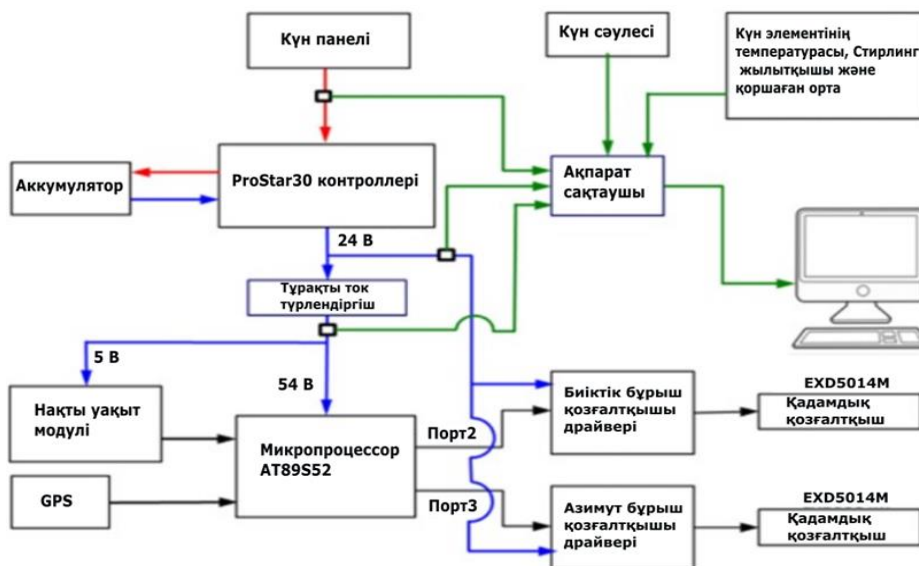 Күн панелі
Күн сәулесі
Күн элементінің
температурасы, Стирлинг
жылытқышы және
қоршаған орта
Аккумулятор
ProStar30 контроллері
Ақпарат
сақтаушы
24 В
Тұрақты ток
түрлендіргіш
5 В
54 В
Нақты уақыт
модулі
Микропроцессор
AT89S52
GPS
Порт2
Порт3
Биіктік бұрыш
қозғалтқышы
драйвері
EXD5014M
Қадамдық
қозғалтқыш
Азимут бұрыш
қозғалтқышы
драйвері
EXD5014M
Қадамдық
қозғалтқыш